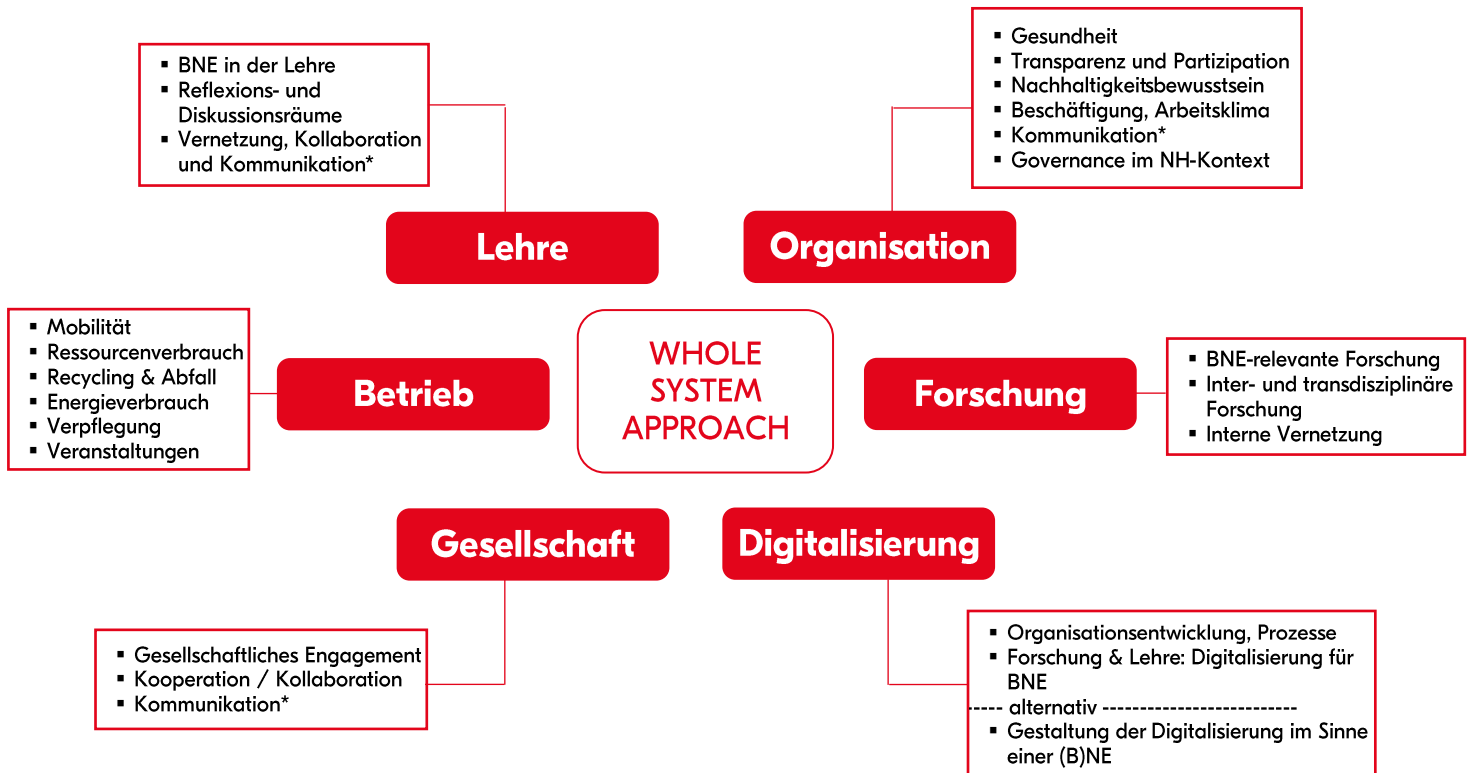 ▪ BNE in der Lehre
▪ Reflexions- und
Diskussionsräume
▪ Vernetzung, Kollaboration
und Kommunikation*
Lehre
▪ Gesundheit
▪ Transparenz und Partizipation
▪ Nachhaltigkeitsbewusstsein
▪ Beschäftigung, Arbeitsklima
▪ Kommunikation*
▪ Governance im NH-Kontext
Organisation
▪ Mobilität
▪ Ressourcenverbrauch
▪ Recycling & Abfall
▪ Energieverbrauch
▪ Verpflegung
▪ Veranstaltungen
Betrieb
WHOLE
SYSTEM
APPROACH
Forschung
▪ BNE-relevante Forschung
▪ Inter- und transdisziplinäre
Forschung
▪ Interne Vernetzung
Gesellschaft
▪ Gesellschaftliches Engagement
▪ Kooperation / Kollaboration
▪ Kommunikation*
Digitalisierung
▪ Organisationsentwicklung, Prozesse
▪ Forschung & Lehre: Digitalisierung für
BNE
----- alternativ --------------------------
▪ Gestaltung der Digitalisierung im Sinne
einer (B)NE